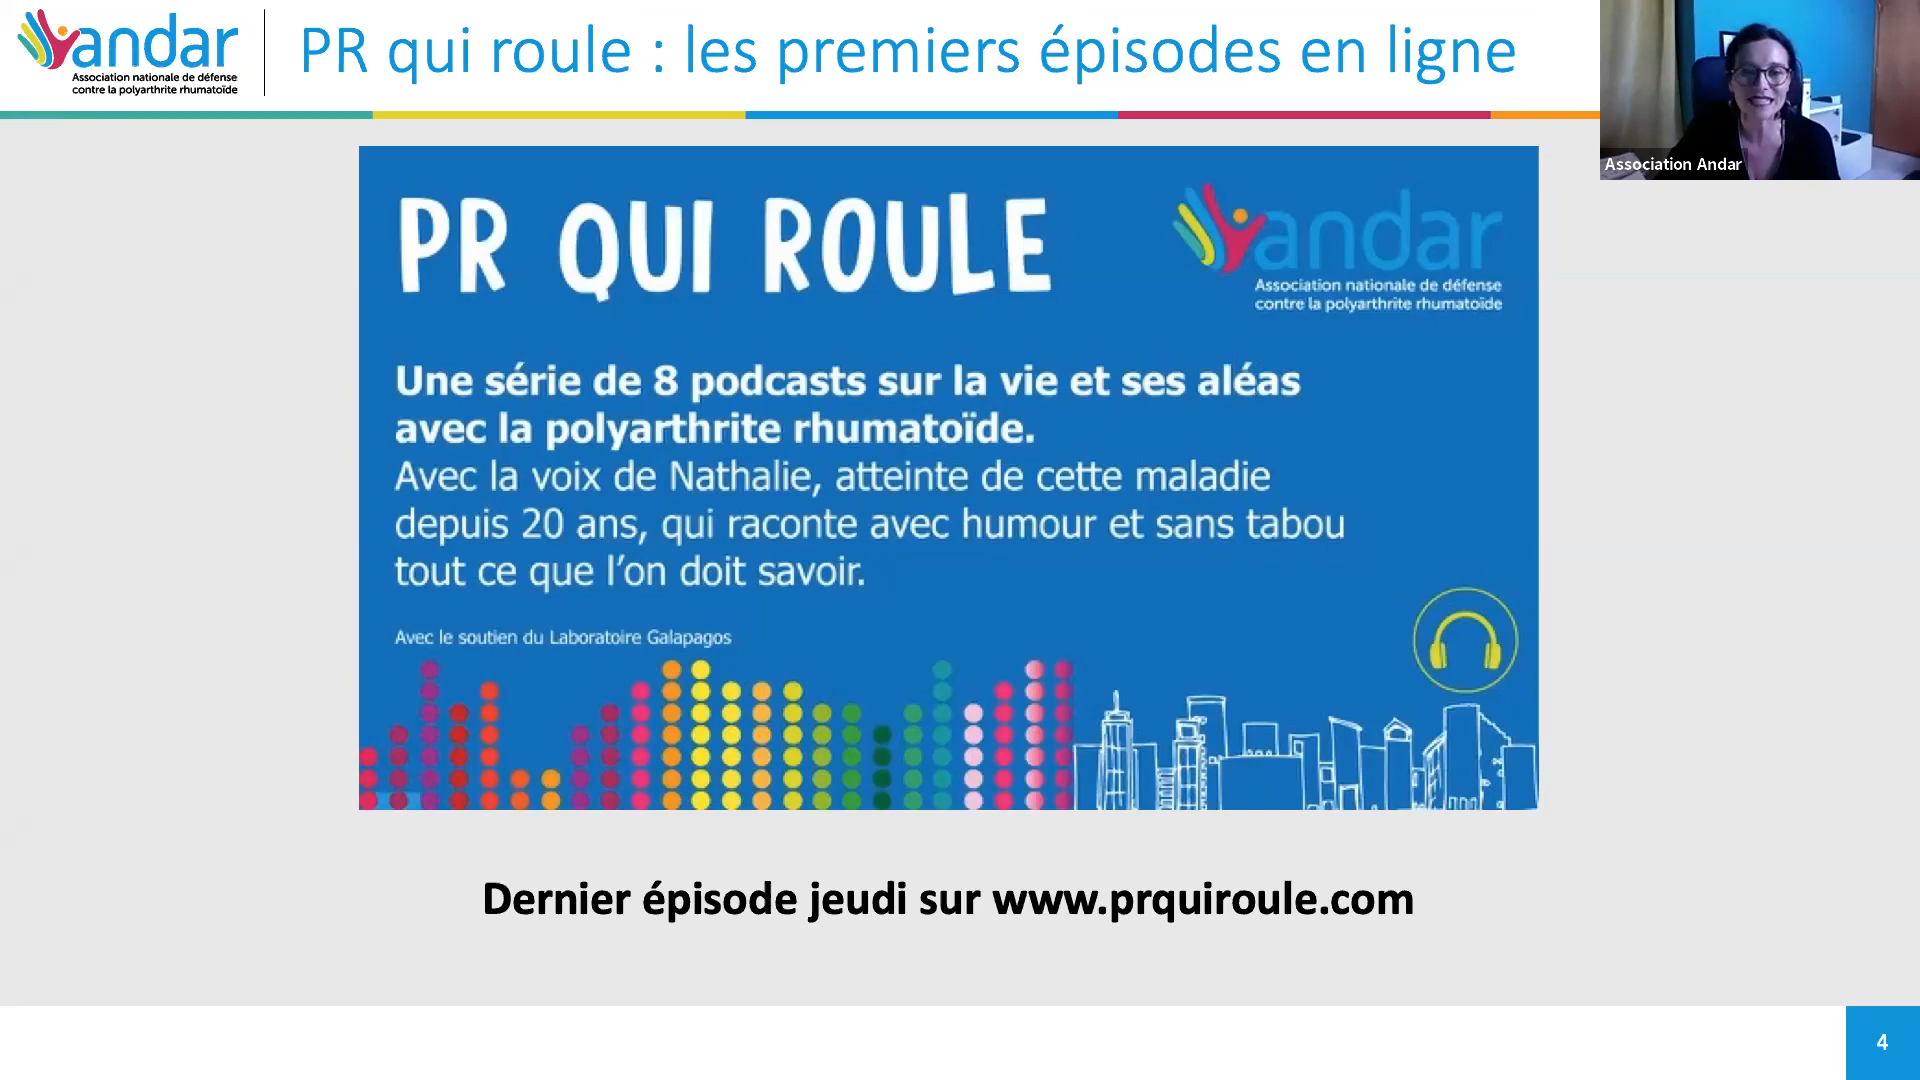 andar
Association nationale de défense
contre la polyarthrite rhumatoïde
PR qui roule : les premiers épisodes en ligne
Association Andar
PR QUI ROULE
andar
Association nationale de défense
contre la polyarthrite rhumatoïde
Une série de 8 podcasts sur la vie et ses aléas
avec la polyarthrite rhumatoïde.
Avec la voix de Nathalie, atteinte de cette maladie
depuis 20 ans, qui raconte avec humour et sans tabou
tout ce que l’on doit savoir.
Avec le soutien du Laboratoire Galapagos
Dernier épisode jeudi sur www.prquiroule.com
4